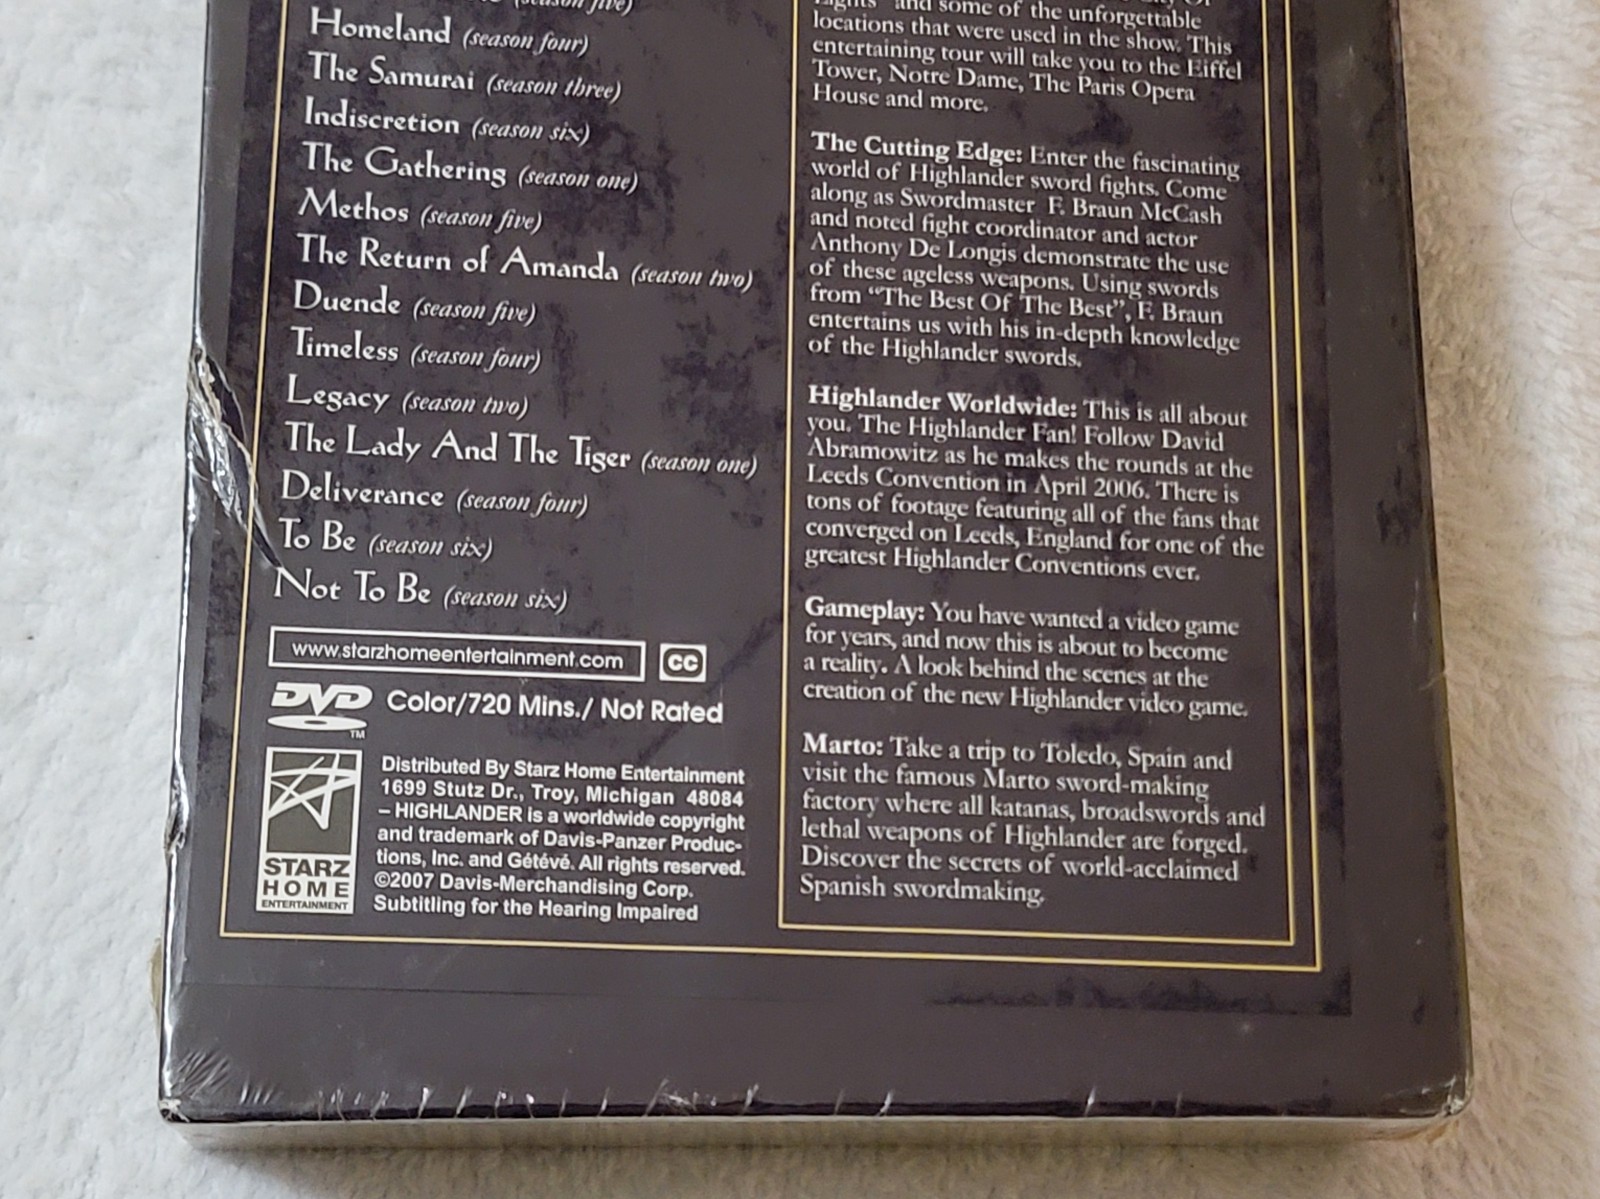 (season five)
Homeland (season four)
The Samurai (season three)
Indiscretion (season six)
The Gathering (season one)
Methos (season five)
The Return of Amanda (season two)
Duende (season five)
Timeless (season four)
Legacy (season two)
The Lady And The Tiger (season one)
Deliverance (season four)
To Be (season six)
Not To Be (season six)
www.starzhomeentertainment.com
CC
DVD
TM
Color/720 Mins./ Not Rated
STARZ
HOME
ENTERTAINMENT
Distributed By Starz Home Entertainment
1699 Stutz Dr., Troy, Michigan 48084
– HIGHLANDER is a worldwide copyright
and trademark of Davis-Panzer Produc-
tions, Inc. and Gétévé. All rights reserved.
©2007 Davis-Merchandising Corp.
Subtitling for the Hearing Impaired
Lights" and some of the unforgettable
locations that were used in the show. This
entertaining tour will take you to the Eiffel
Tower, Notre Dame, The Paris Opera
House and more.
The Cutting Edge: Enter the fascinating
world of Highlander sword fights. Come
along as Swordmaster F. Braun McCash
and noted fight coordinator and actor
Anthony De Longis demonstrate the use
of these ageless weapons. Using swords
from "The Best Of The Best", F. Braun
entertains us with his in-depth knowledge
of the Highlander swords.
Highlander Worldwide: This is all about
you. The Highlander Fan! Follow David
Abramowitz as he makes the rounds at the
Leeds Convention in April 2006. There is
tons of footage featuring all of the fans that
converged on Leeds, England for one of the
greatest Highlander Conventions ever.
Gameplay: You have wanted a video game
for years, and now this is about to become
a reality. A look behind the scenes at the
creation of the new Highlander video game.
Marto: Take a trip to Toledo, Spain and
visit the famous Marto sword-making
factory where all katanas, broadswords and
lethal weapons of Highlander are forged.
Discover the secrets of world-acclaimed
Spanish swordmaking.